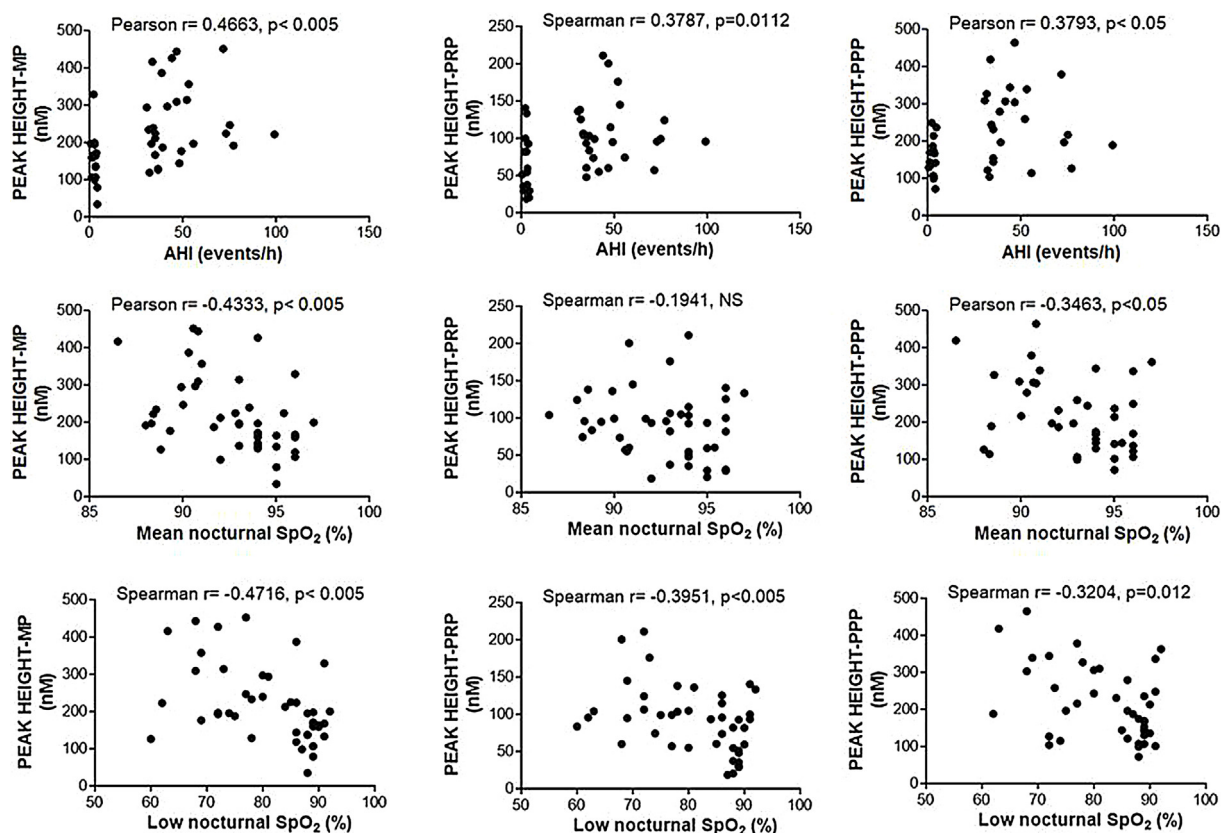 Pearson r= 0.4663, p< 0.005
PEAK HEIGHT-MP
(nM)
500
400
300
200
100
0
0
50
100
150
AHI (events/h)
Spearman r= 0.3787, p=0.0112
PEAK HEIGHT-PRP
(nM)
250
200
150
100
50
0
0
50
100
150
AHI (events/h)
Pearson r= 0.3793, p< 0.05
PEAK HEIGHT-PPP
(nM)
500
400
300
200
100
0
0
50
100
150
AHI (events/h)
Pearson r= -0.4333, p< 0.005
PEAK HEIGHT-MP
(nM)
500
400
300
200
100
0
85
90
95
100
Mean nocturnal SpO₂ (%)
Spearman r= -0.1941, NS
PEAK HEIGHT-PRP
(nM)
250
200
150
100
50
0
85
90
95
100
Mean nocturnal SpO₂ (%)
Pearson r= -0.3463, p<0.05
PEAK HEIGHT-PPP
(nM)
500
400
300
200
100
0
85
90
95
100
Mean nocturnal SpO₂ (%)
Spearman r= -0.4716, p< 0.005
PEAK HEIGHT-MP
(nM)
500
400
300
200
100
0
50
60
70
80
90
100
Low nocturnal SpO₂ (%)
Spearman r= -0.3951, p<0.005
PEAK HEIGHT-PRP
(nM)
250
200
150
100
50
0
50
60
70
80
90
100
Low nocturnal SpO₂ (%)
Spearman r= -0.3204, p=0.012
PEAK HEIGHT-PPP
(nM)
500
400
300
200
100
0
50
60
70
80
90
100
Low nocturnal SpO₂ (%)